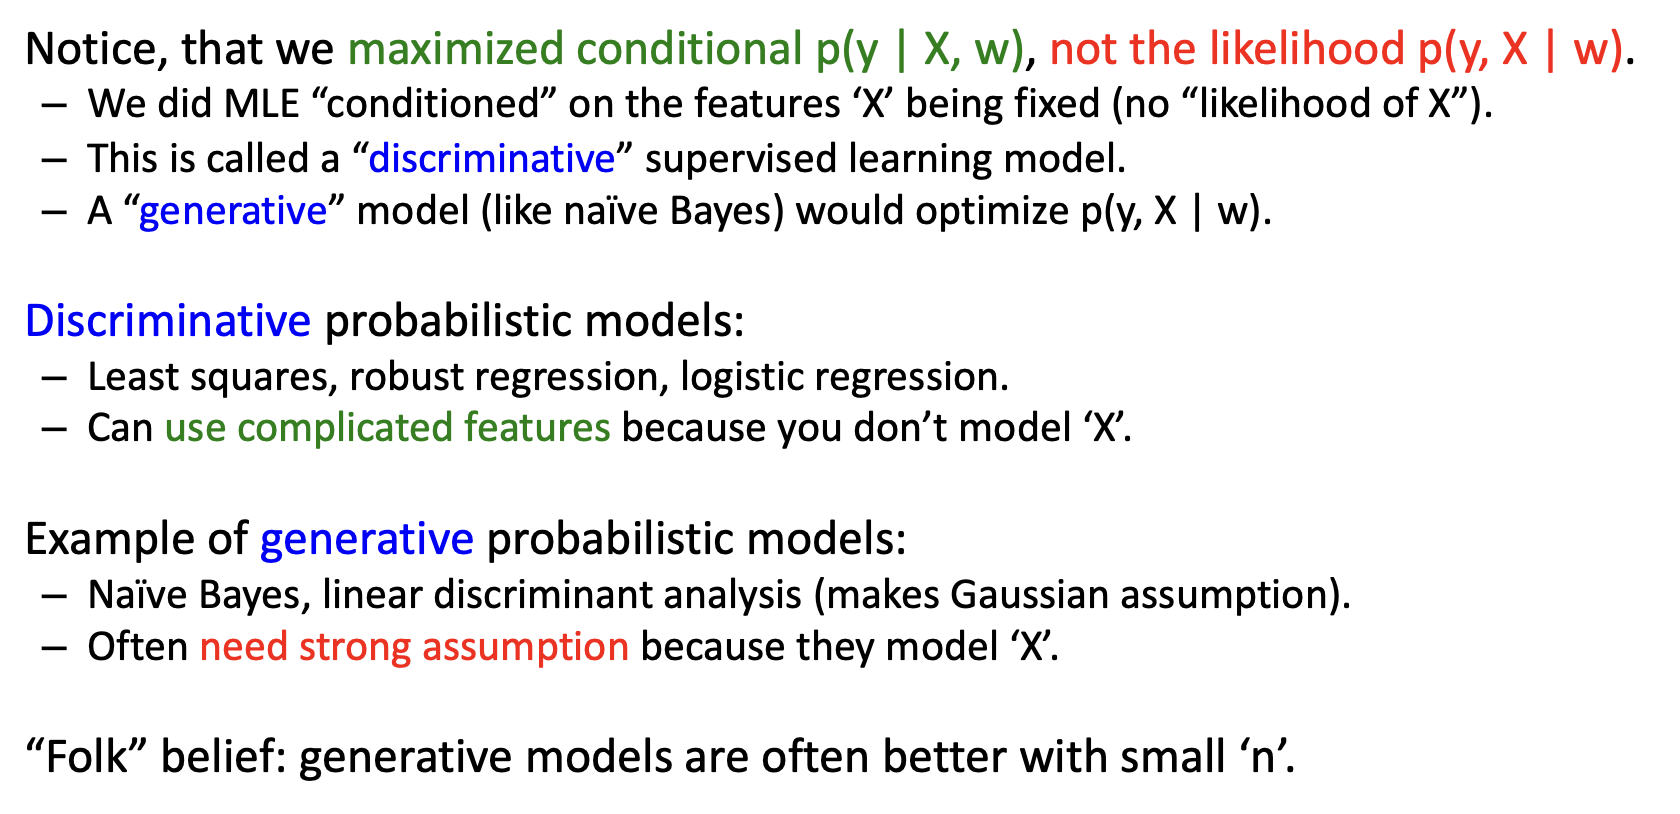 Notice, that we maximized conditional p(y | X, w), not the likelihood p(y, X | w).
– We did MLE “conditioned” on the features ‘X’ being fixed (no “likelihood of X”).
– This is called a “discriminative” supervised learning model.
– A “generative” model (like naïve Bayes) would optimize p(y, X | w).
Discriminative probabilistic models:
– Least squares, robust regression, logistic regression.
– Can use complicated features because you don’t model ‘X’.
Example of generative probabilistic models:
– Naïve Bayes, linear discriminant analysis (makes Gaussian assumption).
– Often need strong assumption because they model ‘X’.
“Folk” belief: generative models are often better with small ‘n’.